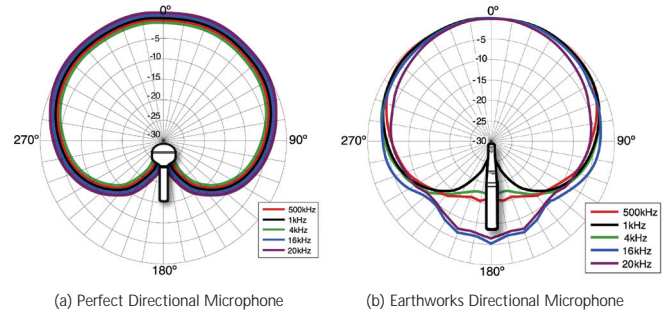 0º
-5
-10
-15
-20
-25
-30
270º
90º
180º
500kHz
1kHz
4kHz
16kHz
20kHz
(a) Perfect Directional Microphone
0º
-5
-10
-15
-20
-25
-30
270º
90º
180º
500kHz
1kHz
4kHz
16kHz
20kHz
(b) Earthworks Directional Microphone